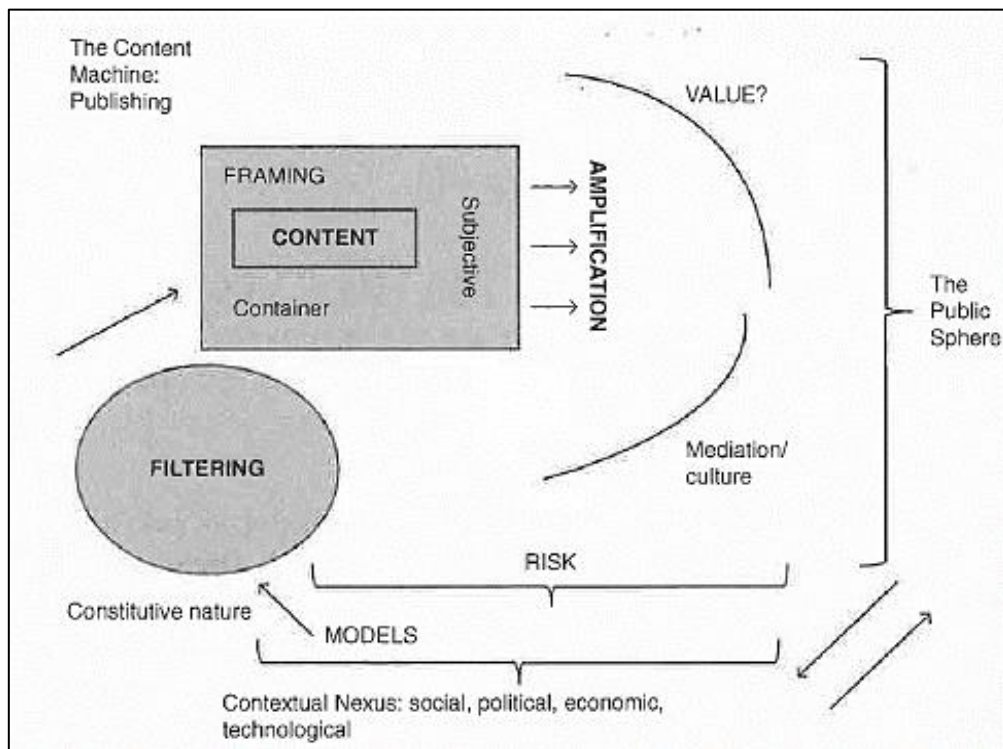 The Content
Machine:
Publishing
VALUE?
FRAMING
CONTENT
Container
Subjective
AMPLIFICATION
The
Public
Sphere
FILTERING
Mediation/
culture
RISK
Constitutive nature
MODELS
Contextual Nexus: social, political, economic,
technological